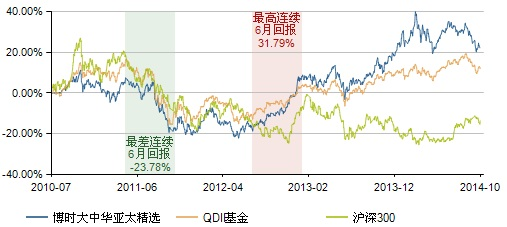 40.00%
20.00%
0.00%
-20.00%
-40.00%
最高连续
6月回报
31.79%
最差连续
6月回报
-23.78%
2010-07
2011-06
2012-04
2013-02
2013-12
2014-10
博时大中华亚太精选
QDI基金
沪深300